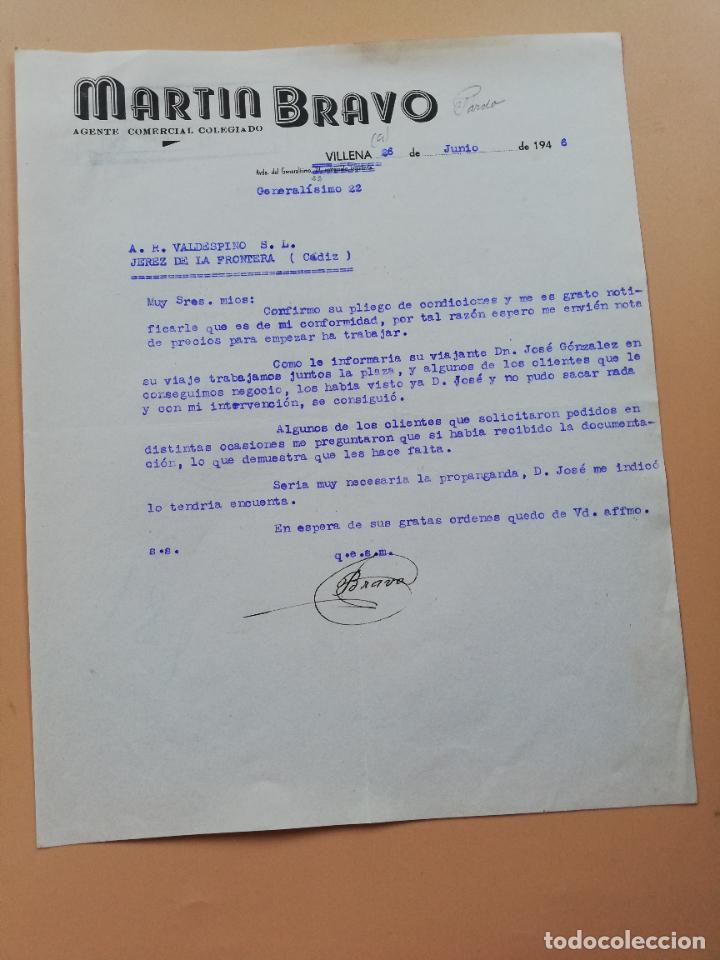 MARTIN BRAVO Pardo
AGENTE COMERCIAL COLEGIADO
(a)
VILLENA 26 de Junio de 1946
Avda. del Generalísimo
Generalísimo 22
A. R. VALDESPINO S. L.
JEREZ DE LA FRONTERA ( Cádiz )
==============================
Muy Sres. mios:
Confirmo su pliego de condiciones y me es grato noti-
ficarle que es de mi conformidad, por tal razón espero me envién nota
de precios para empezar ha trabajar.
Como le informaria su viajante Dn. José Gónzalez en
su viaje trabajamos juntos la plaza, y algunos de los clientes que le
conseguimos negocio, los habia visto ya D. José y no pudo sacar nada
y con mi intervención, se consiguió.
Algunos de los clientes que solicitaron pedidos en
distintas ocasiones me preguntaron que si habia recibido la documenta-
ción, lo que demuestra que les hace falta.
Seria muy necesaria la propanganda, D. José me indicó
lo tendria encuenta.
En espera de sus gratas ordenes quedo de Vd. affmo.
s.s. q.e.s.m.
Bravo
todocoleccion.net